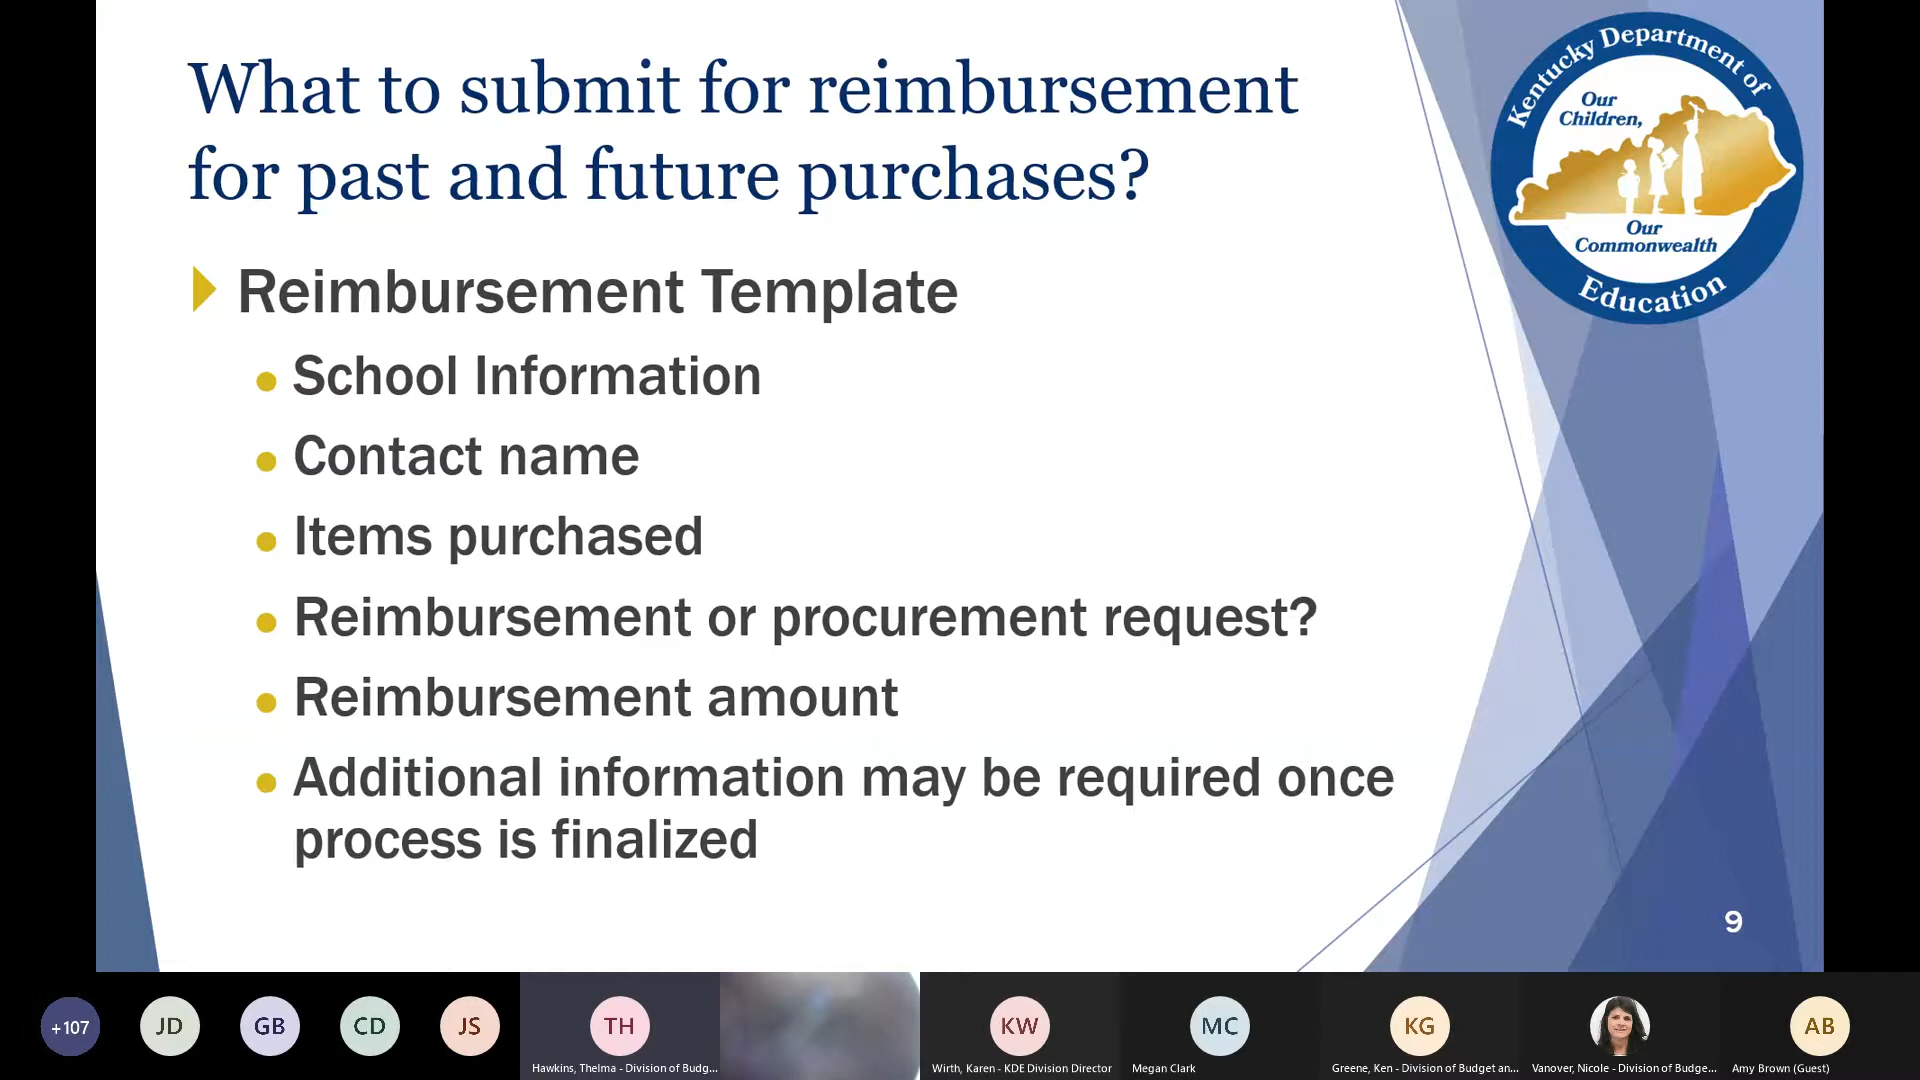 What to submit for reimbursement
for past and future purchases?
Kentucky Department of
Education
Our
Children,
Our
Commonwealth
Reimbursement Template
School Information
Contact name
Items purchased
Reimbursement or procurement request?
Reimbursement amount
Additional information may be required once
process is finalized
9
+107
JD
GB
CD
JS
TH
KW
MC
KG
AB
Hawkins, Thelma - Division of Budg...
Wirth, Karen - KDE Division Director
Megan Clark
Greene, Ken - Division of Budget an...
Vanover, Nicole - Division of Budge...
Amy Brown (Guest)